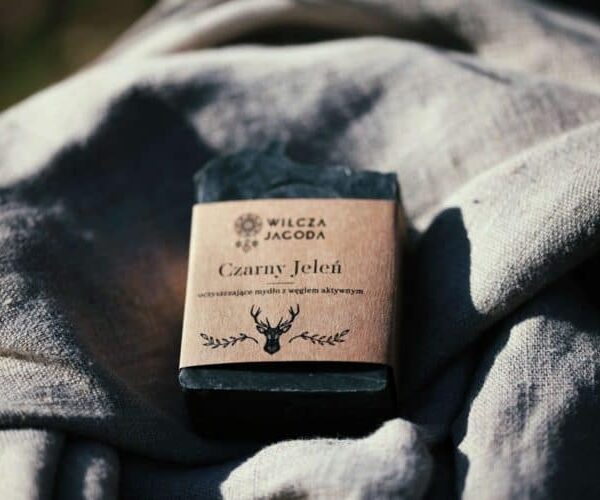 WILCZA
JAGODA
Czarny Jeleń
oczyszczające mydło z węglem aktywnym